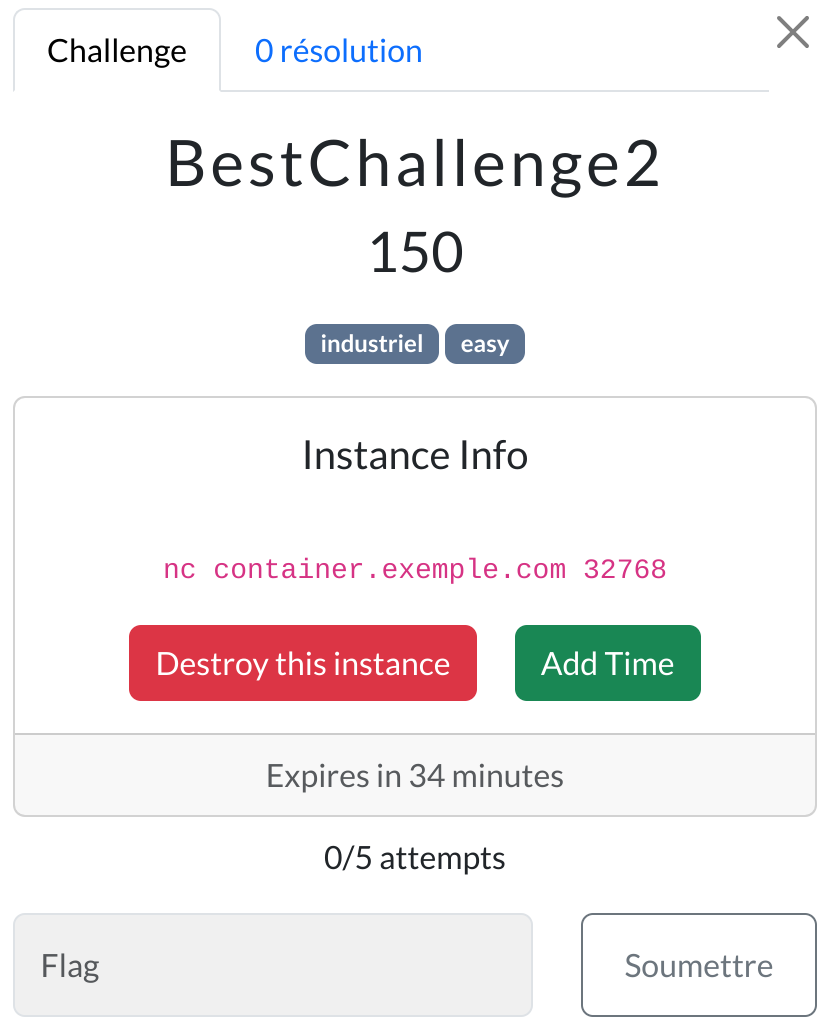 Challenge
0 résolution
BestChallenge2
150
industriel easy
Instance Info
nc container.exemple.com 32768
Destroy this instance Add Time
Expires in 34 minutes
0/5 attempts
Flag Soumettre